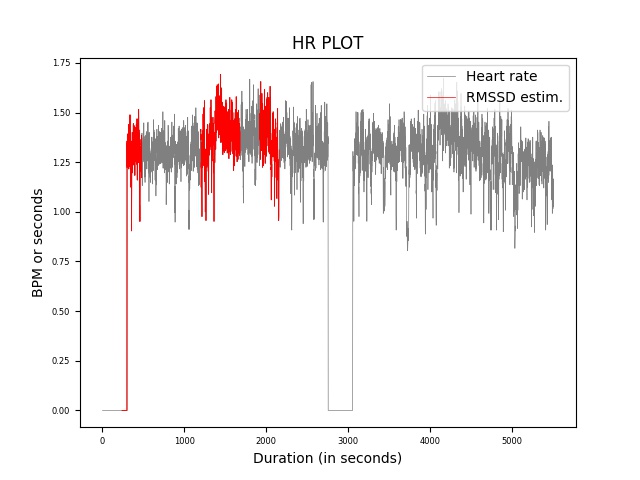 HR PLOT
Heart rate
RMSSD estim.
BPM or seconds
1.75
1.50
1.25
1.00
0.75
0.50
0.25
0.00
0 1000 2000 3000 4000 5000
Duration (in seconds)